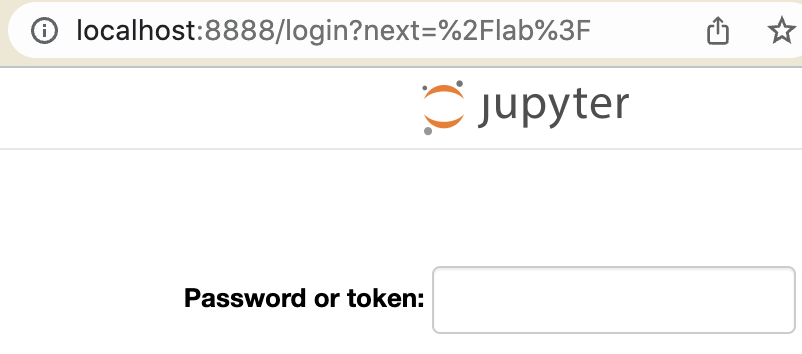 localhost:8888/login?next=%2Flab%3F
jupyter
Password or token: